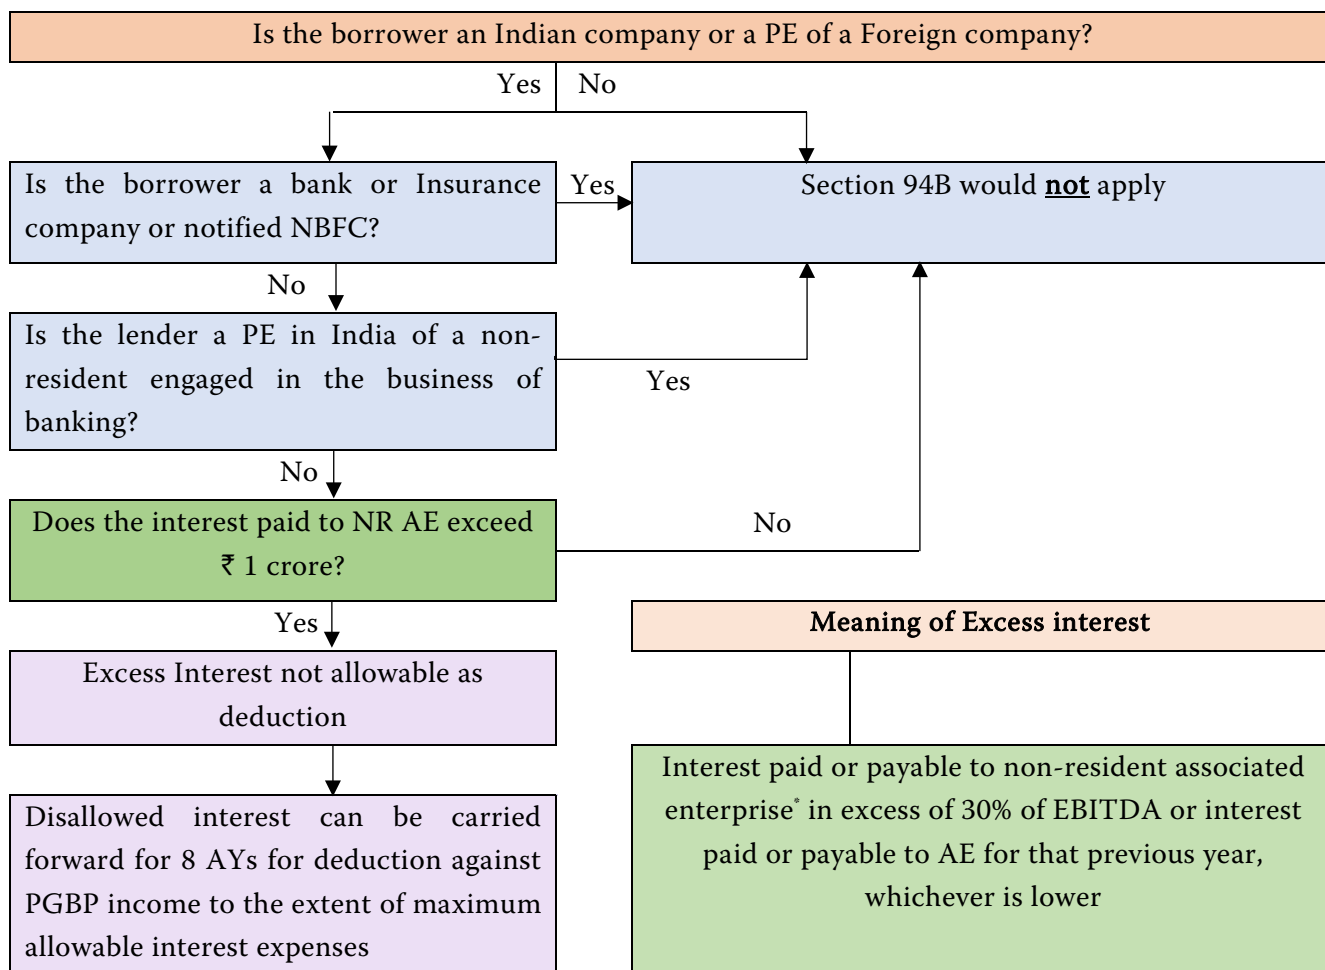 Is the borrower an Indian company or a PE of a Foreign company?
Yes
No
Is the borrower a bank or Insurance
company or notified NBFC?
Yes
Section 94B would not apply
No
Is the lender a PE in India of a non-
resident engaged in the business of
banking?
Yes
No
Does the interest paid to NR AE exceed
₹ 1 crore?
No
Yes
Meaning of Excess interest
Excess Interest not allowable as
deduction
Interest paid or payable to non-resident associated
enterprise* in excess of 30% of EBITDA or interest
paid or payable to AE for that previous year,
whichever is lower
Disallowed interest can be carried
forward for 8 AYs for deduction against
PGBP income to the extent of maximum
allowable interest expenses